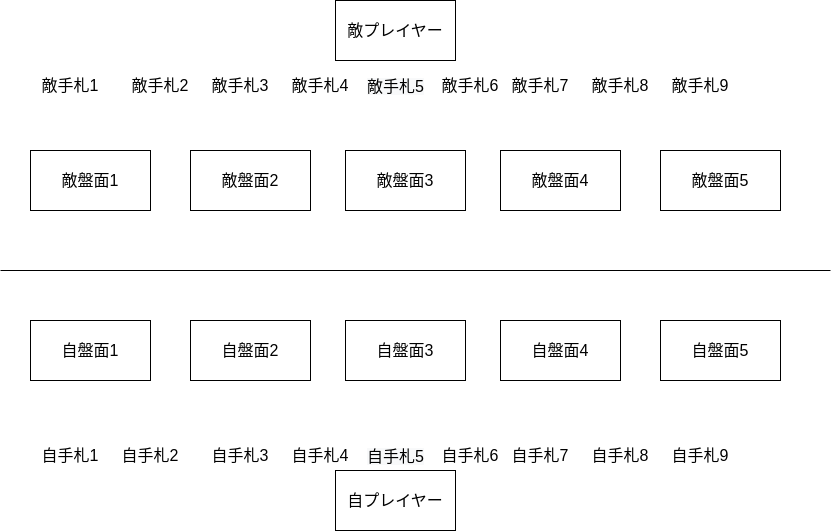 敵プレイヤー
敵手札1 敵手札2 敵手札3 敵手札4 敵手札5 敵手札6 敵手札7 敵手札8 敵手札9
敵盤面1 敵盤面2 敵盤面3 敵盤面4 敵盤面5
自盤面1 自盤面2 自盤面3 自盤面4 自盤面5
自手札1 自手札2 自手札3 自手札4 自手札5 自手札6 自手札7 自手札8 自手札9
自プレイヤー